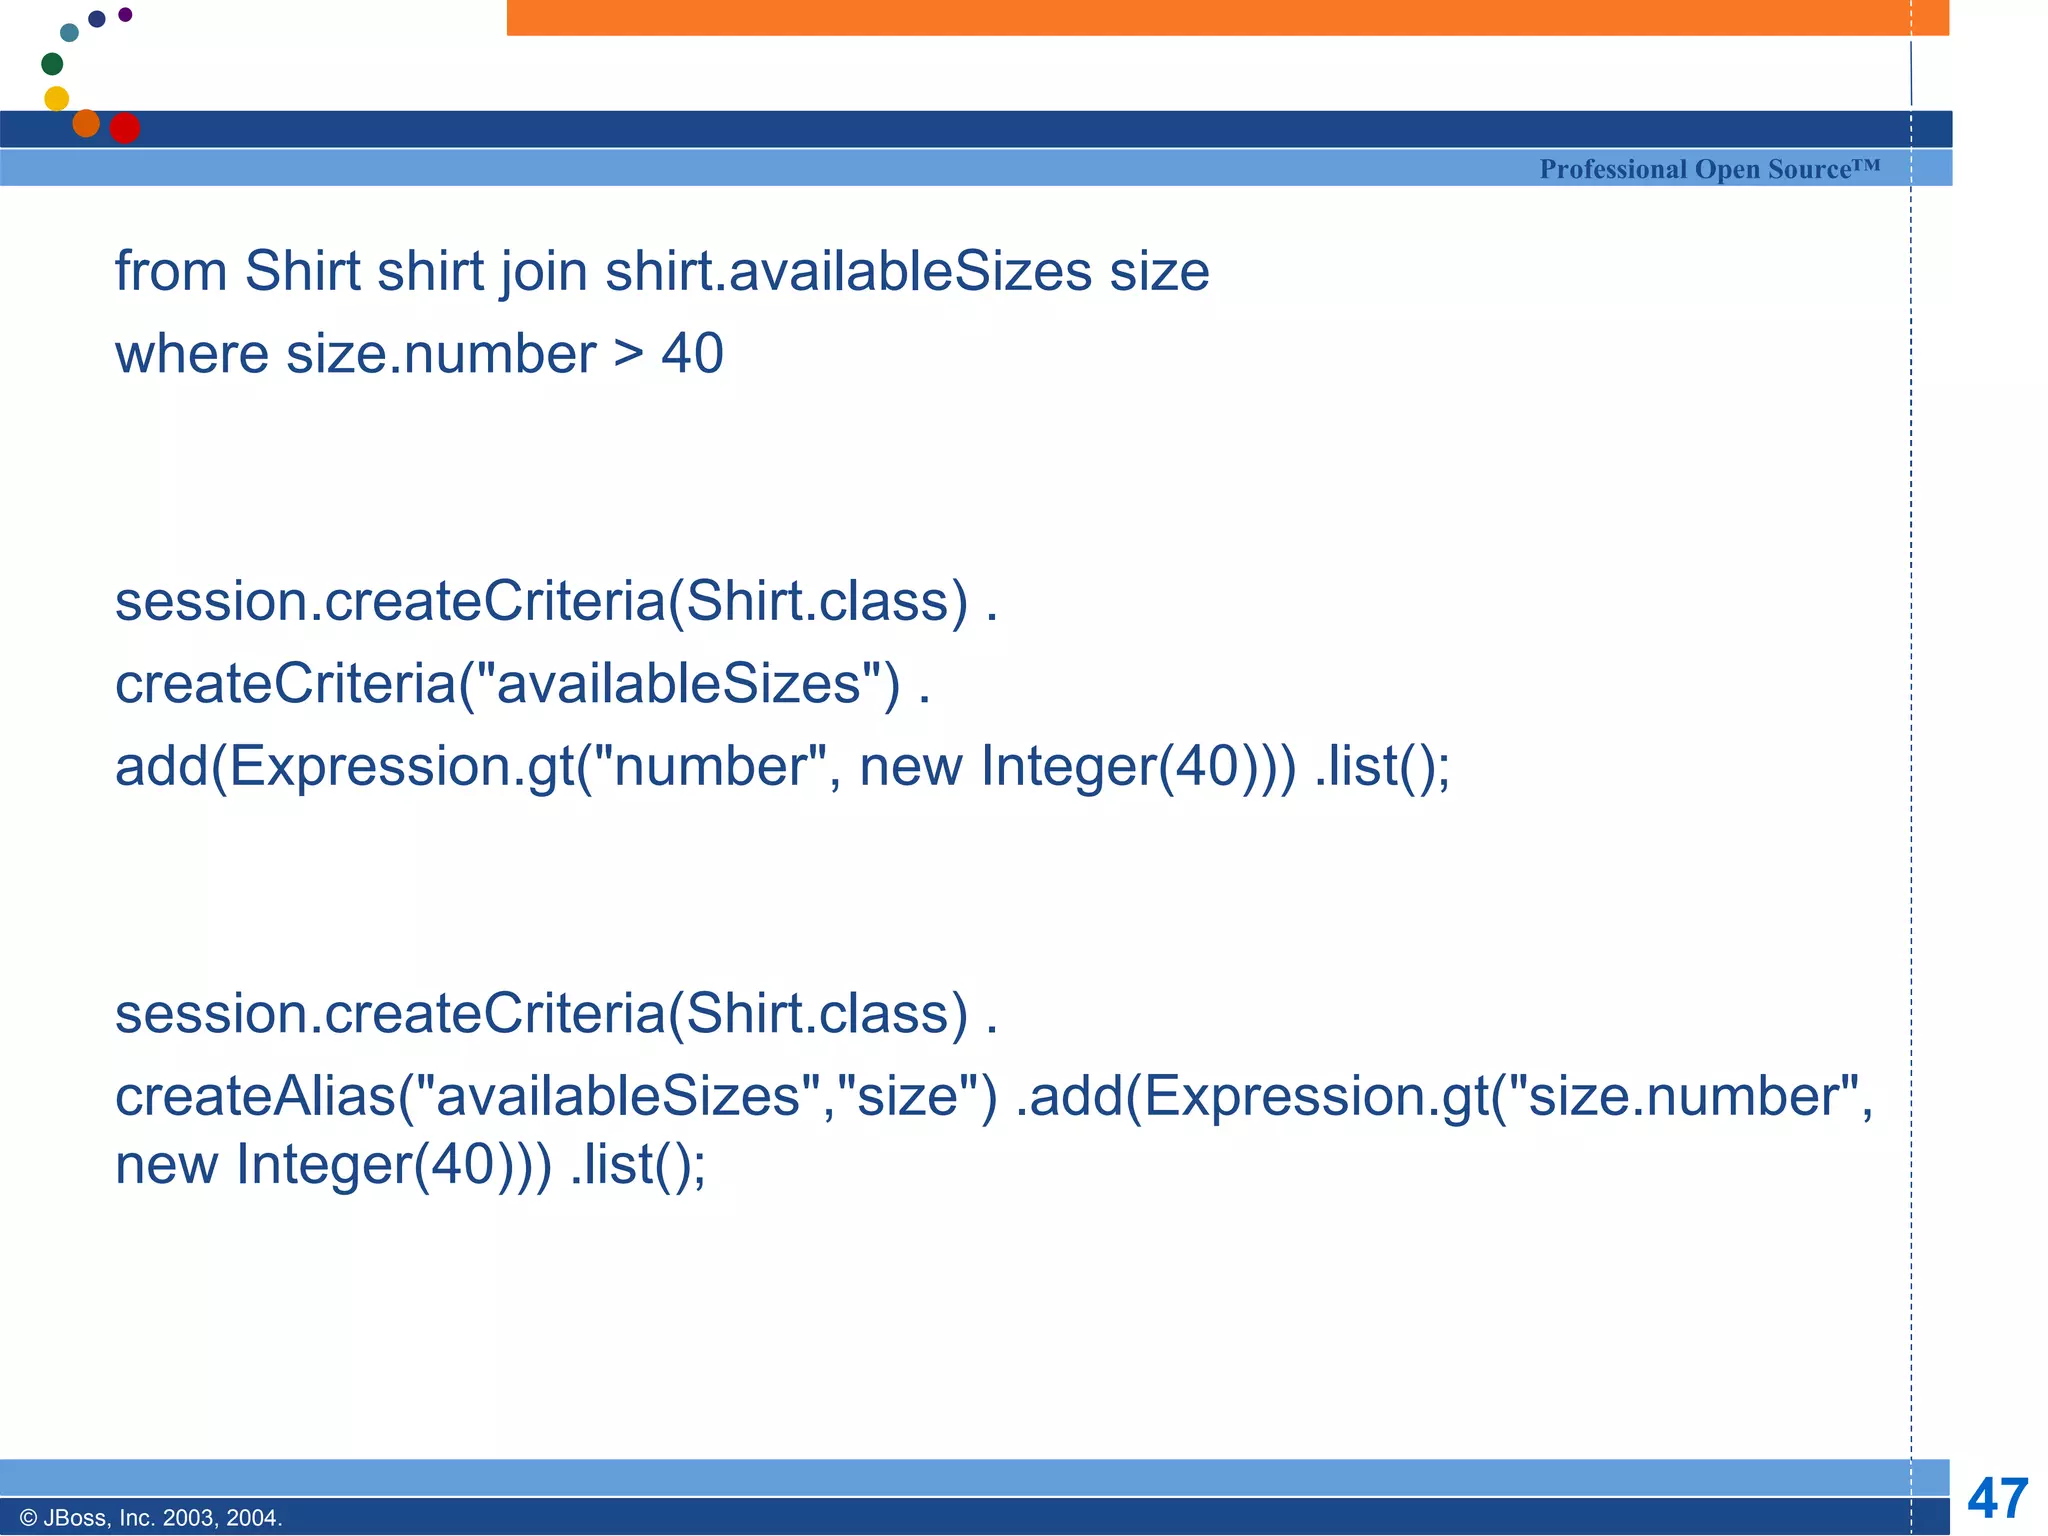 Professional Open Source™
from Shirt shirt join shirt.availableSizes size
where size.number > 40
session.createCriteria(Shirt.class) .
createCriteria("availableSizes") .
add(Expression.gt("number", new Integer(40))) .list();
session.createCriteria(Shirt.class) .
createAlias("availableSizes","size") .add(Expression.gt("size.number",
new Integer(40))) .list();
© JBoss, Inc. 2003, 2004.
47